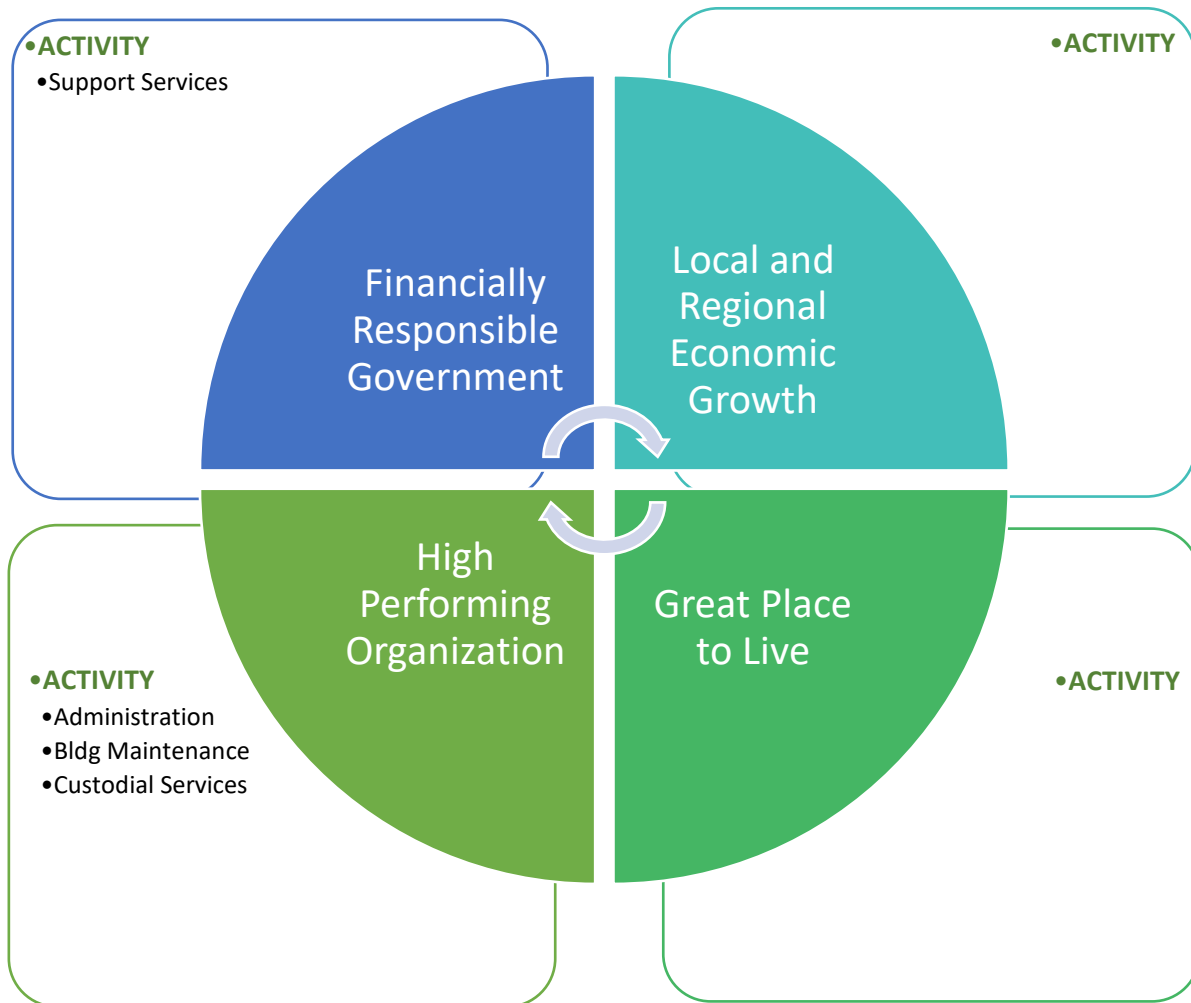 •ACTIVITY
•Support Services
•ACTIVITY
Financially
Responsible
Government
Local and
Regional
Economic
Growth
High
Performing
Organization
Great Place
to Live
•ACTIVITY
•Administration
•Bldg Maintenance
•Custodial Services
•ACTIVITY